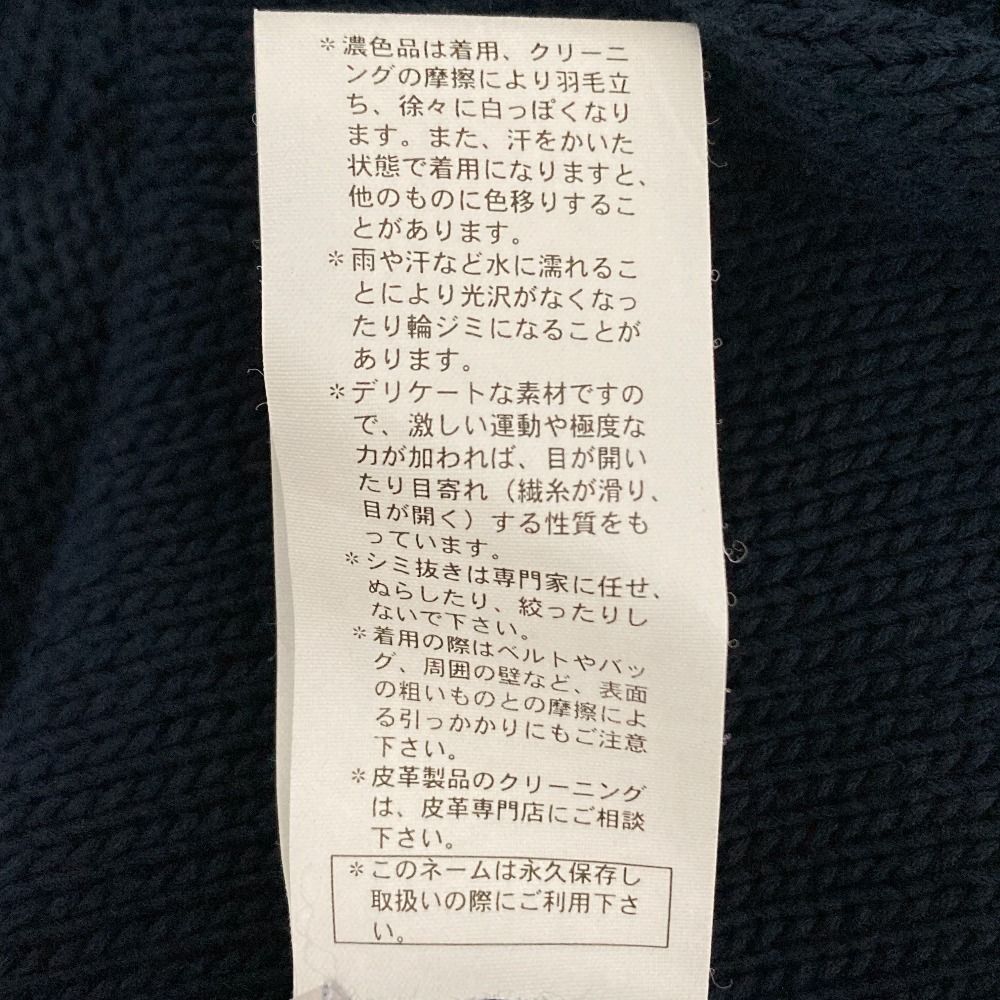 ※濃色品は着用、クリーニ
ングの摩擦により羽毛立
ち、徐々に白っぽくなり
ます。また、汗をかいた
状態で着用になりますと、
他のものに色移りするこ
とがあります。
※雨や汗など水に濡れるこ
とにより光沢がなくなっ
たり輪ジミになることが
あります。
※デリケートな素材ですの
で、激しい運動や極度な
力が加われば、目が開い
たり目寄れ（繊糸が滑り、
目が開く）する性質をも
っています。
※シミ抜きは専門家に任せ、
ぬらしたり、絞ったりし
ないで下さい。
※着用の際はベルトやバッ
グ、周囲の壁など、表面
の粗いものとの摩擦によ
る引っかかりにもご注意
下さい。
※皮革製品のクリーニング
は、皮革専門店にご相談
下さい。
※このネームは永久保存し
取扱いの際にご利用下さ
い。